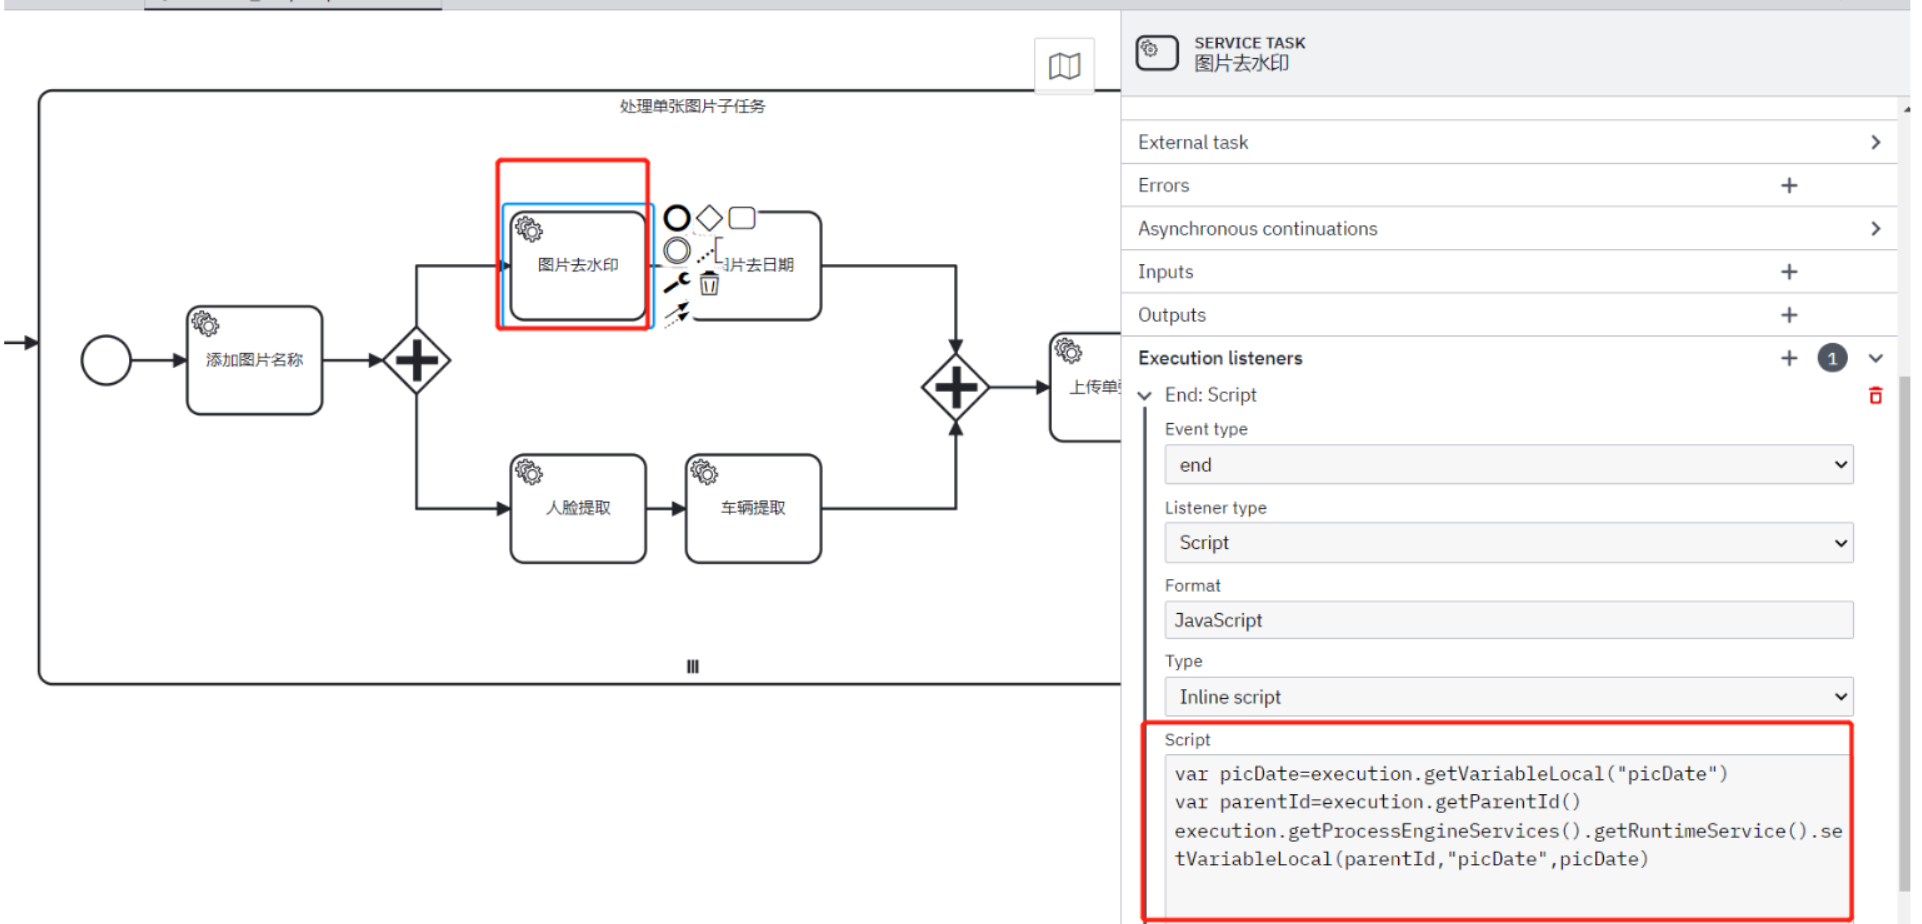 处理单张图片子任务
图片去水印
片去日期
添加图片名称
上传单
人脸提取
车辆提取
SERVICE TASK
图片去水印
External task
Errors
Asynchronous continuations
Inputs
Outputs
Execution listeners
1
End: Script
Event type
end
Listener type
Script
Format
JavaScript
Type
Inline script
Script
var picDate=execution.getVariableLocal("picDate")
var parentId=execution.getParentId()
execution.getProcessEngineServices().getRuntimeService().se
tVariableLocal(parentId,"picDate",picDate)